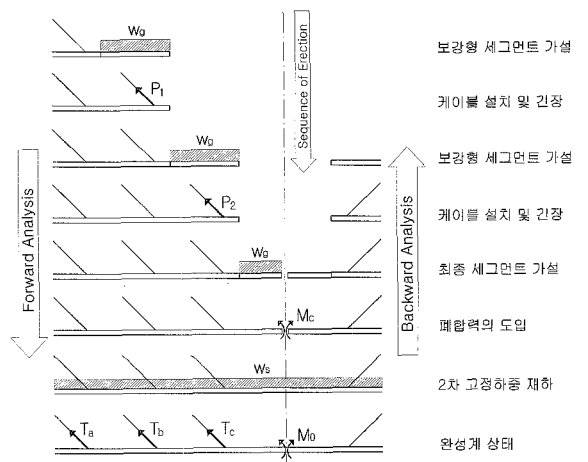 Wg
보강형 세그먼트 가설
P1
케이블 설치 및 긴장
Sequence of Erection
Wg
보강형 세그먼트 가설
P2
케이블 설치 및 긴장
Forward Analysis
Backward Analysis
Wg
최종 세그먼트 가설
Mc
폐합력의 도입
Ws
2차 고정하중 재하
Ta
Tb
Tc
M0
완성계 상태